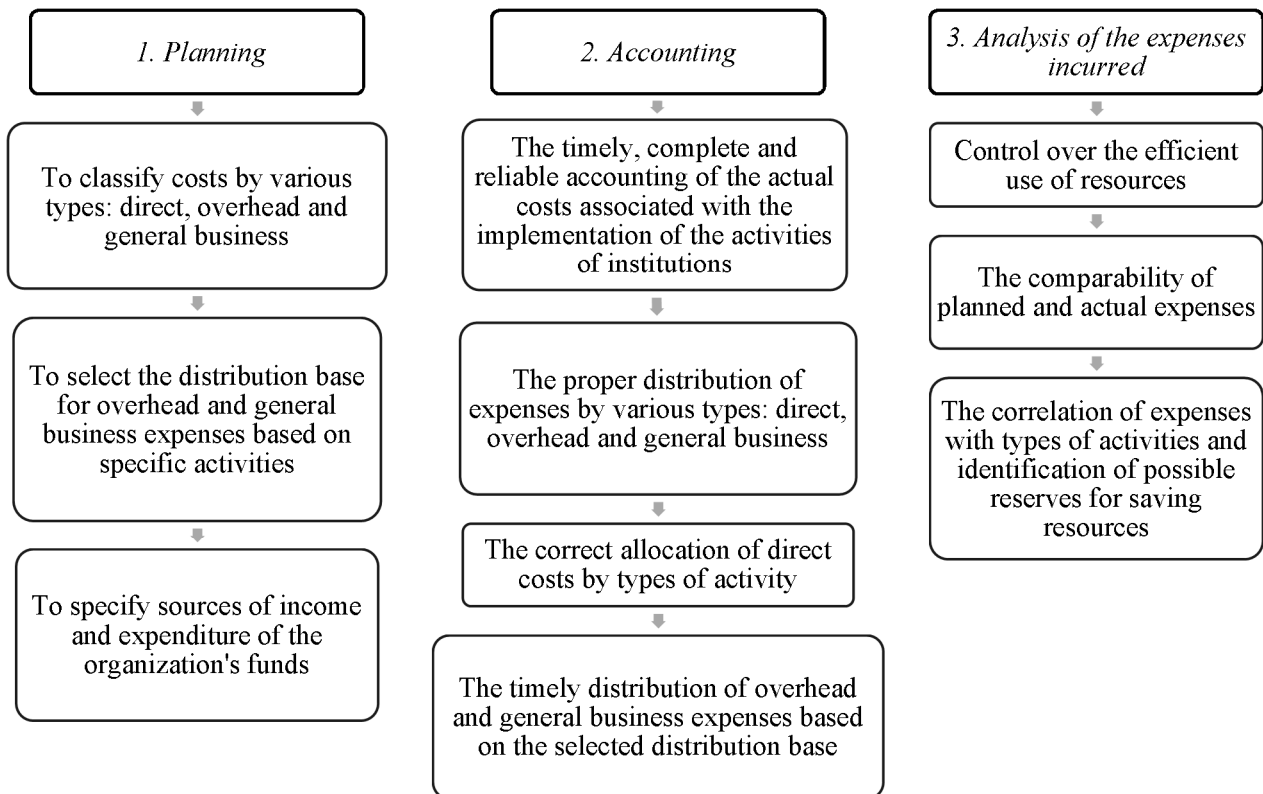 1. Planning
To classify costs by various
types: direct, overhead and
general business
To select the distribution base
for overhead and general
business expenses based on
specific activities
To specify sources of income
and expenditure of the
organization's funds
2. Accounting
The timely, complete and
reliable accounting of the actual
costs associated with the
implementation of the activities
of institutions
The proper distribution of
expenses by various types: direct,
overhead and general business
The correct allocation of direct
costs by types of activity
The timely distribution of overhead
and general business expenses based
on the selected distribution base
3. Analysis of the expenses
incurred
Control over the efficient
use of resources
The comparability of
planned and actual expenses
The correlation of expenses
with types of activities and
identification of possible
reserves for saving
resources